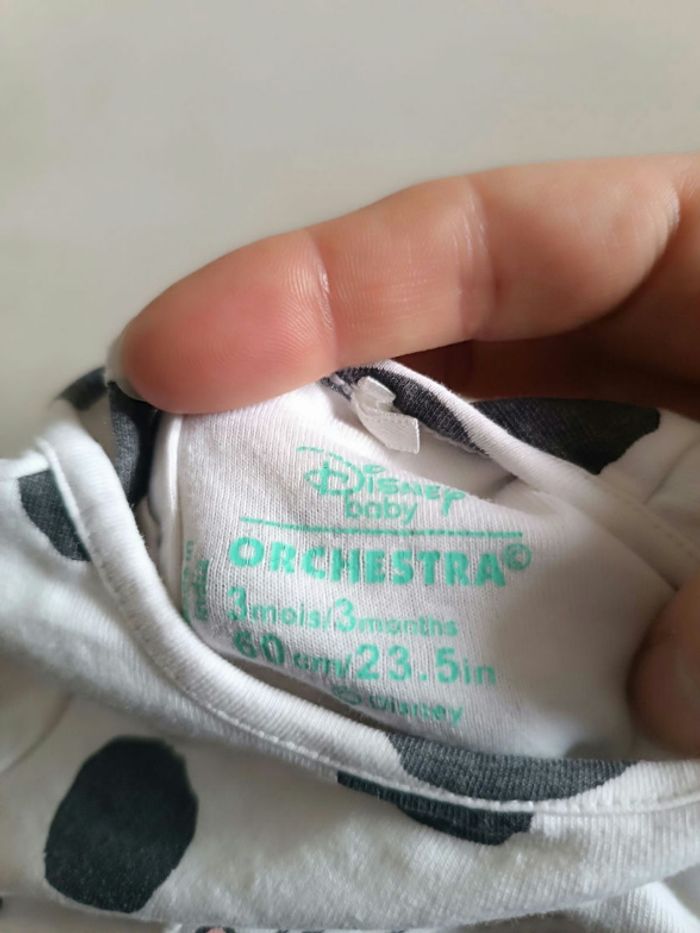 Disney
baby
ORCHESTRA©
3mois/3months
60cm/23.5in
© Disney